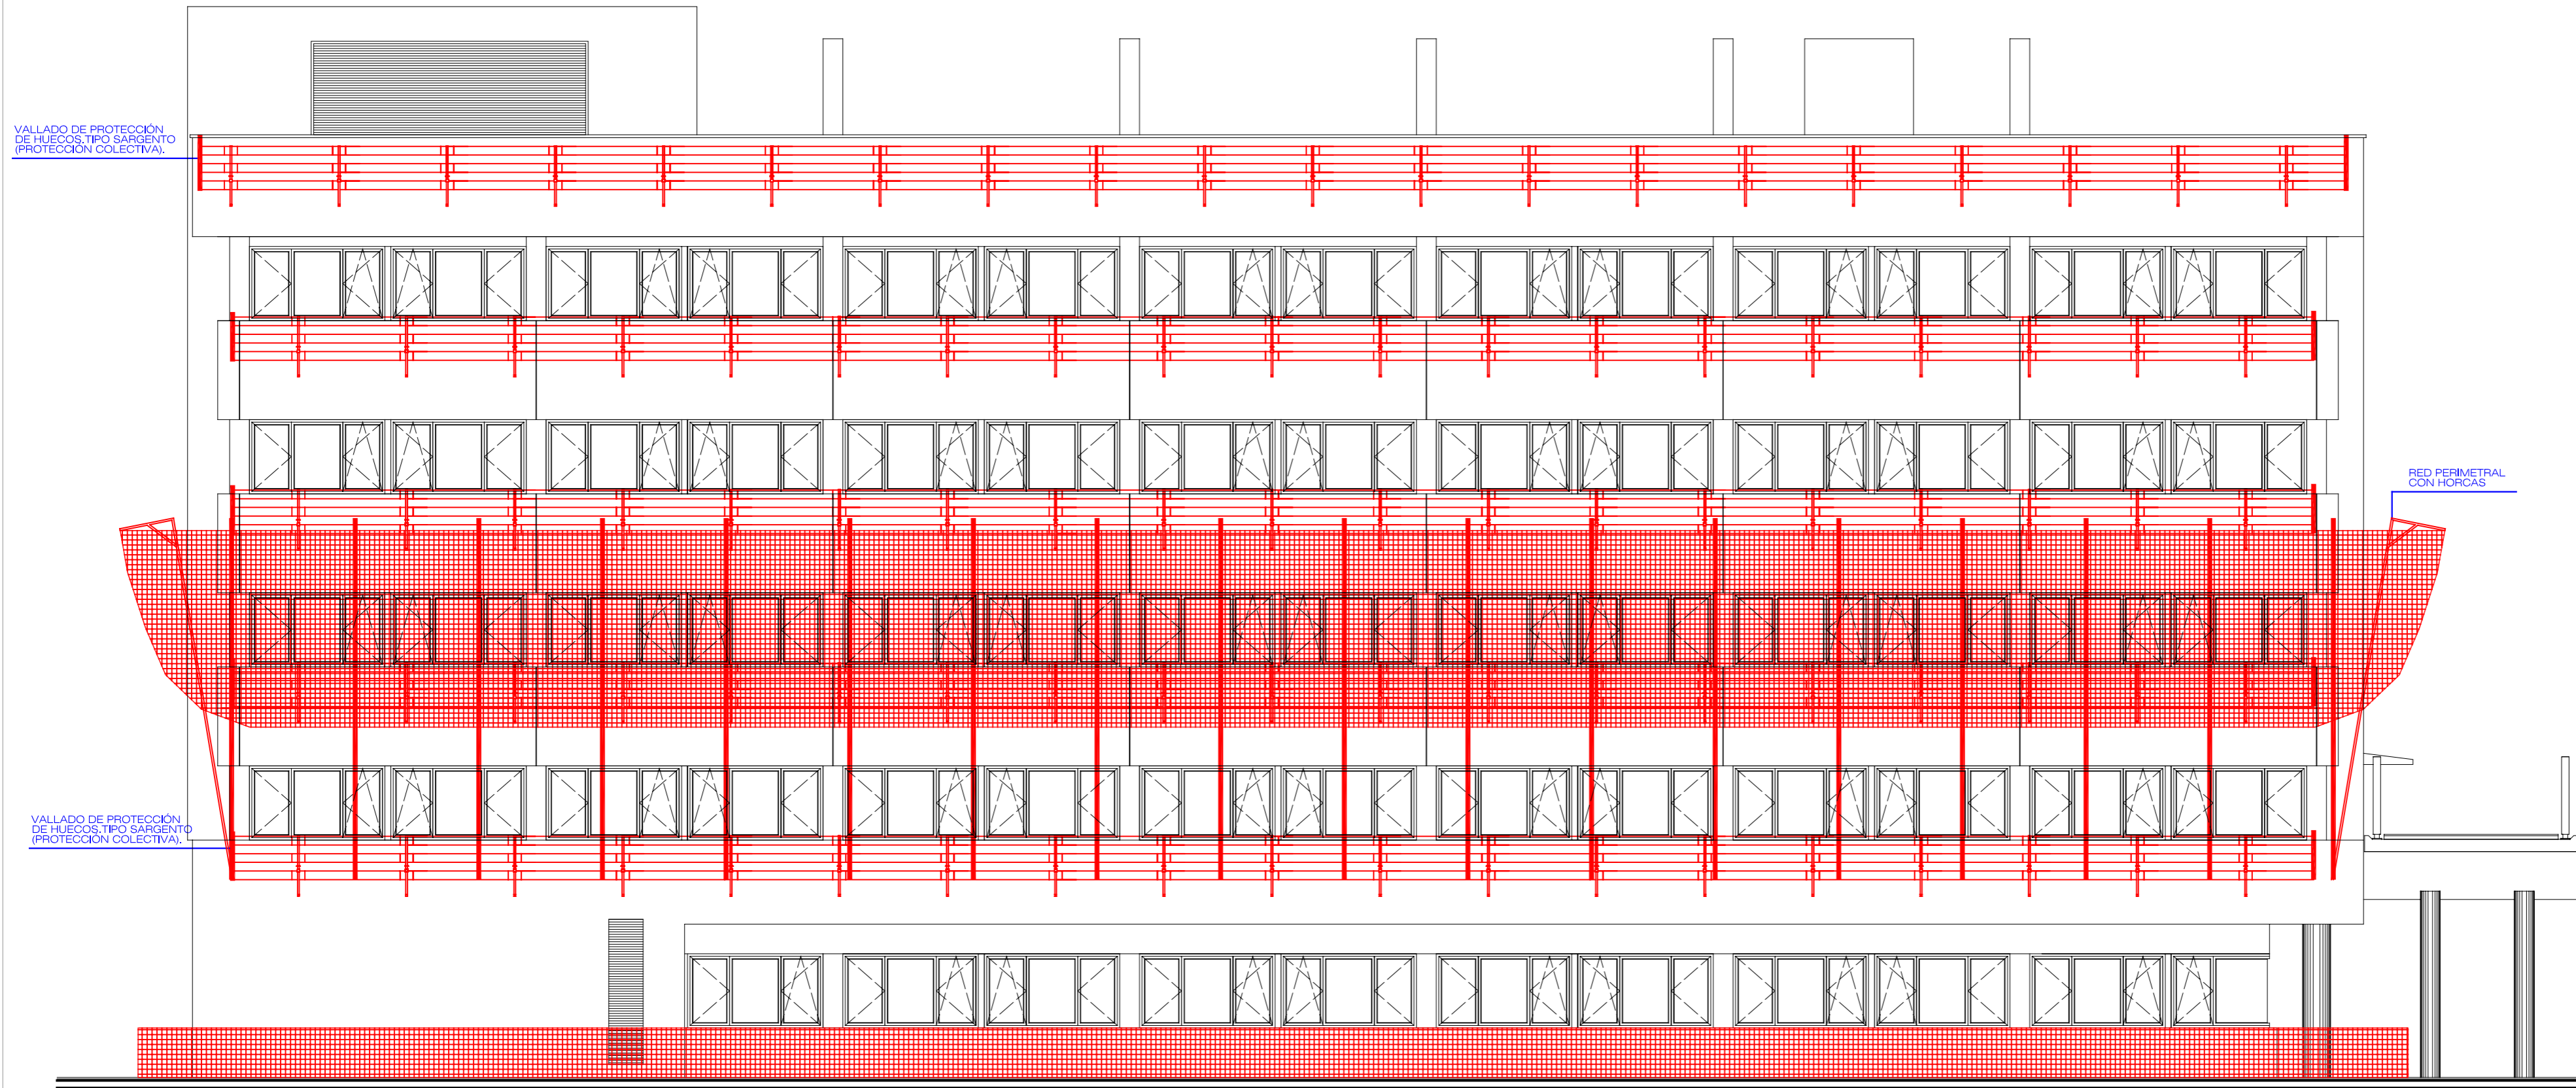 VALLADO DE PROTECCIÓN
DE HUECOS.TIPO SARGENTO
(PROTECCIÓN COLECTIVA).
RED PERIMETRAL
CON HORCAS
VALLADO DE PROTECCIÓN
DE HUECOS.TIPO SARGENTO
(PROTECCIÓN COLECTIVA).